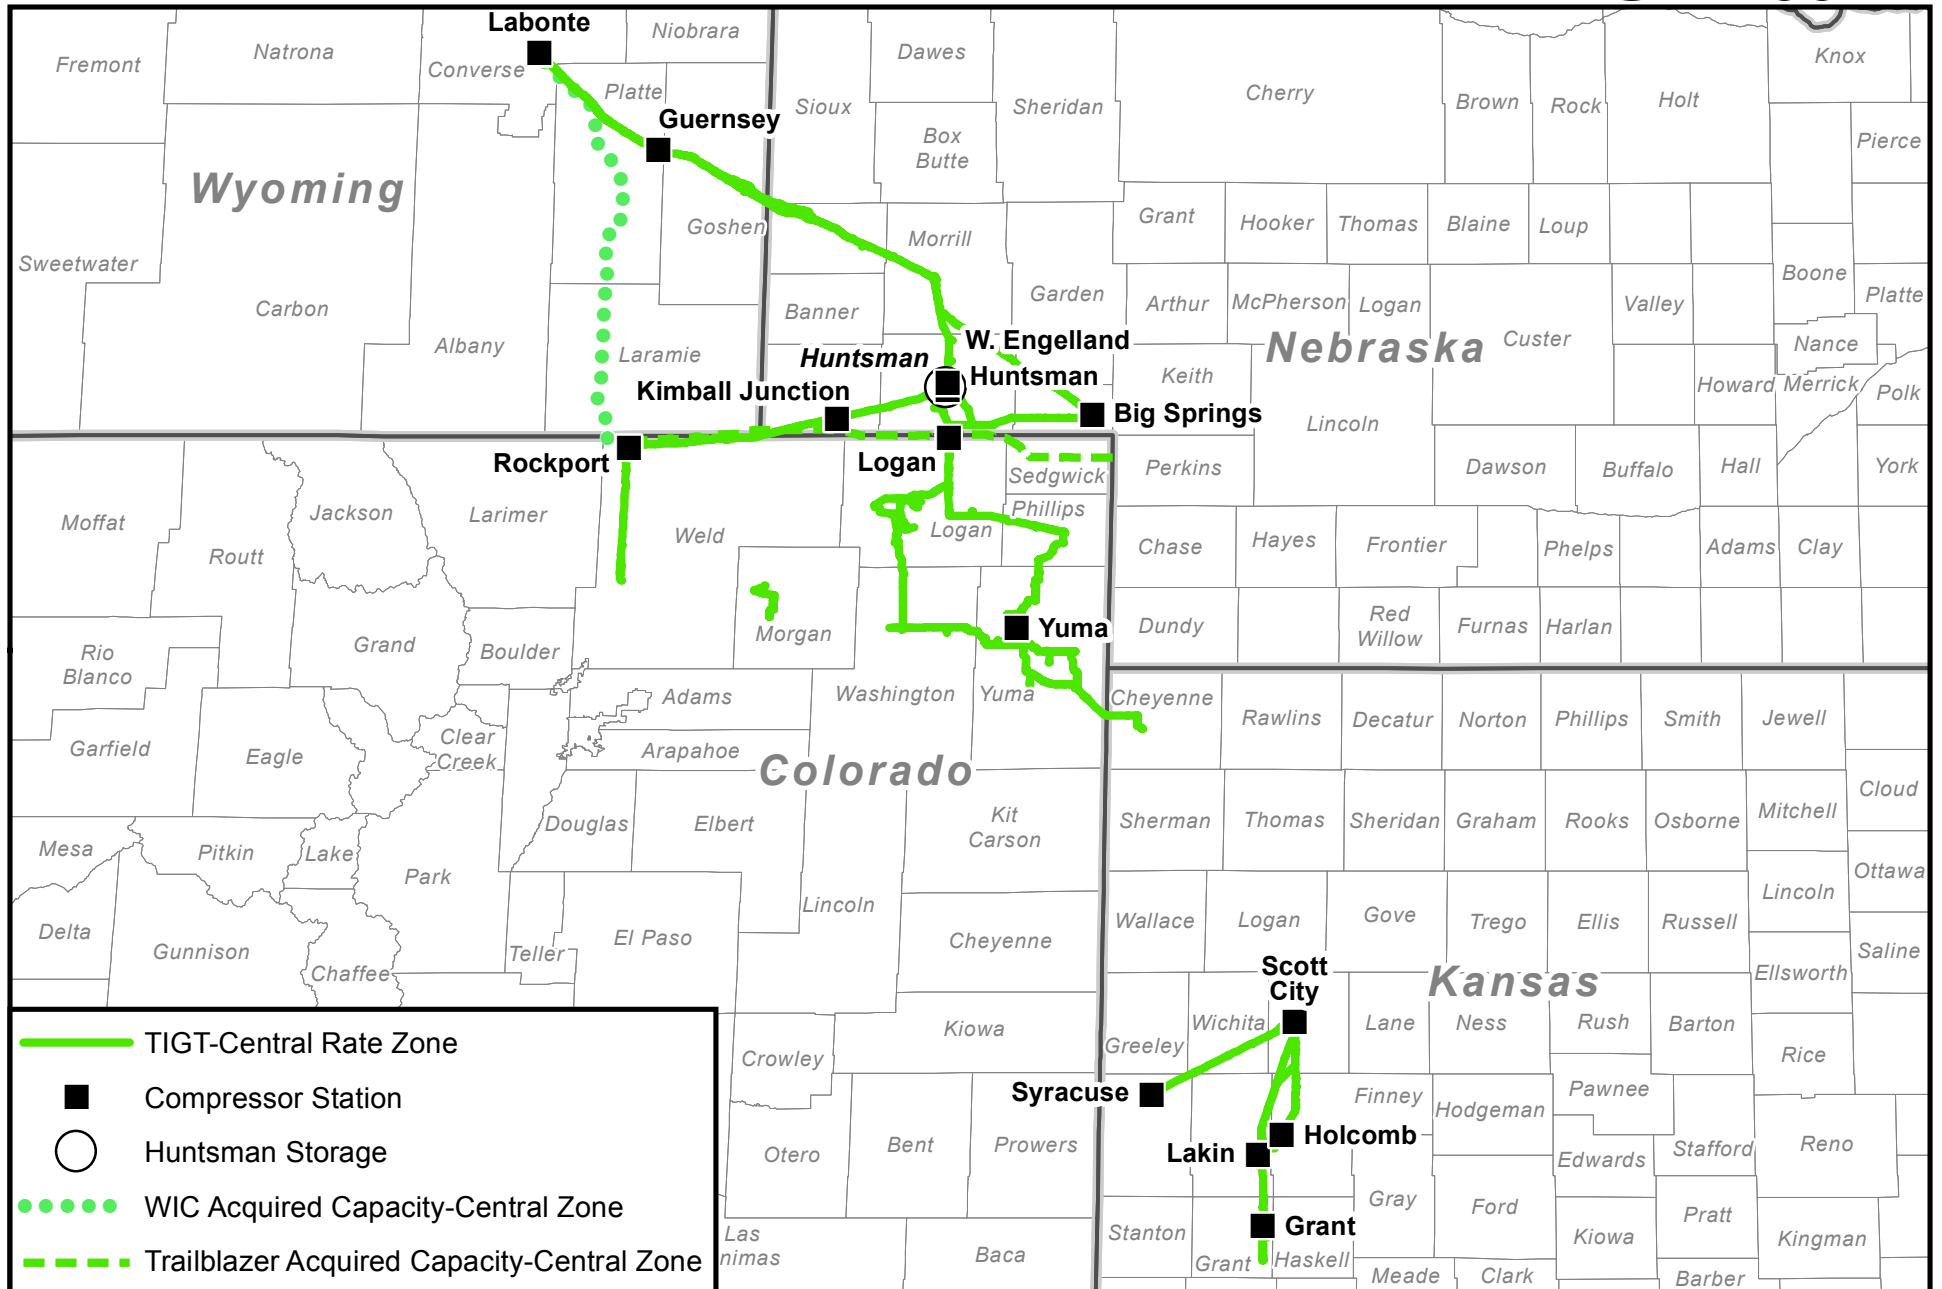 Labonte
Niobrara
Fremont
Natrona
Converse
Dawes
Knox
Platte
Sioux
Sheridan
Cherry
Brown
Rock
Holt
Guernsey
Box
Butte
Pierce
Wyoming
Grant
Hooker
Thomas
Blaine
Loup
Goshen
Morrill
Sweetwater
Boone
Carbon
Banner
Garden
Arthur
McPherson
Logan
Valley
Platte
Albany
Laramie
W. Engelland
Nebraska
Custer
Nance
Huntsman
Huntsman
Keith
Howard
Merrick
Polk
Kimball Junction
Big Springs
Lincoln
Rockport
Logan
Sedgwick
Perkins
Dawson
Buffalo
Hall
York
Moffat
Jackson
Larimer
Weld
Logan
Phillips
Chase
Hayes
Frontier
Phelps
Adams
Clay
Routt
Grand
Boulder
Morgan
Yuma
Dundy
Red
Willow
Furnas
Harlan
Rio
Blanco
Adams
Washington
Yuma
Cheyenne
Rawlins
Decatur
Norton
Phillips
Smith
Jewell
Garfield
Eagle
Clear
Creek
Arapahoe
Colorado
Cloud
Mesa
Pitkin
Lake
Park
Douglas
Elbert
Kit
Carson
Sherman
Thomas
Sheridan
Graham
Rooks
Osborne
Mitchell
Ottawa
Lincoln
Wallace
Logan
Gove
Trego
Ellis
Russell
Lincoln
Delta
Gunnison
Chaffee
Teller
El Paso
Cheyenne
Saline
Scott
City
Kansas
Ellsworth
Kiowa
Wichita
Lane
Ness
Rush
Barton
Greeley
Crowley
Rice
Syracuse
Finney
Hodgeman
Pawnee
Otero
Bent
Prowers
Lakin
Holcomb
Edwards
Stafford
Reno
Gray
Ford
Pratt
Stanton
Grant
Kiowa
Kingman
Las
nimas
Baca
Grant
Haskell
Meade
Clark
Barber
TIGT-Central Rate Zone
Compressor Station
Huntsman Storage
WIC Acquired Capacity-Central Zone
Trailblazer Acquired Capacity-Central Zone